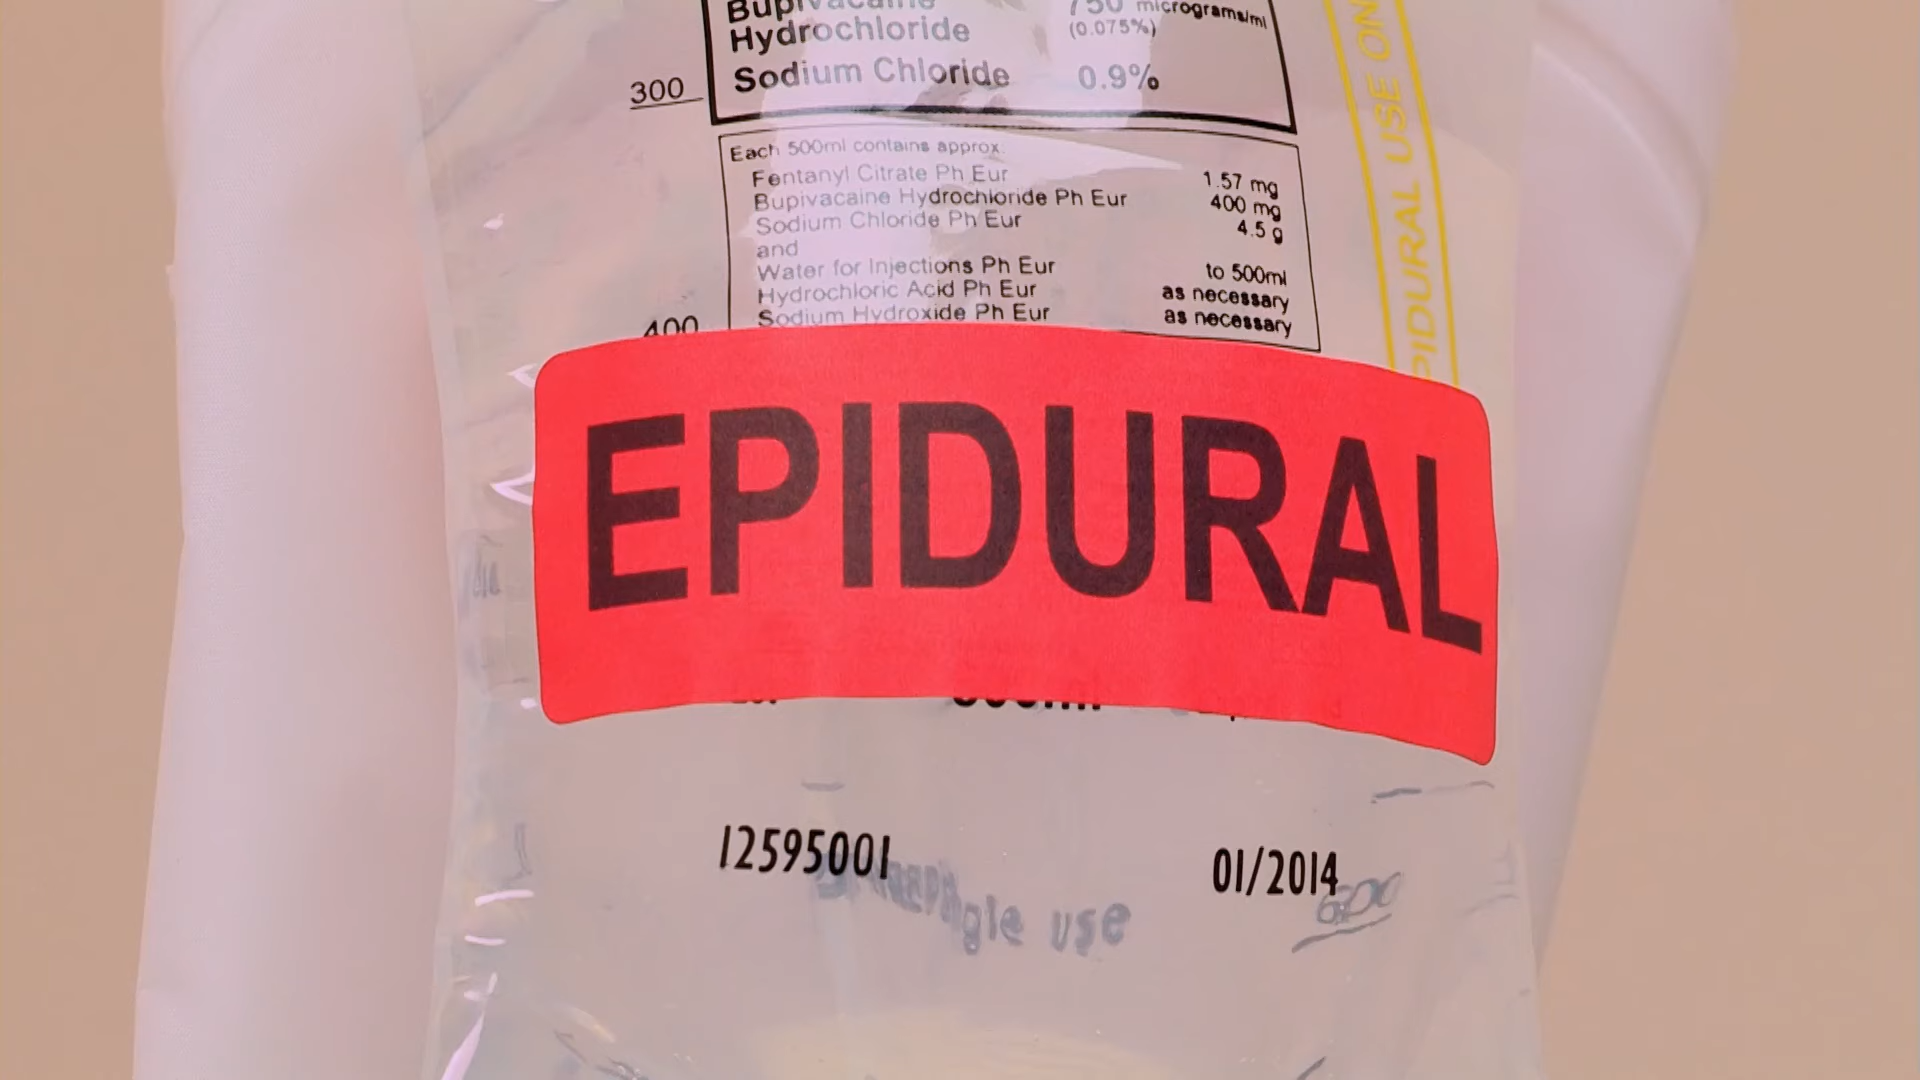 Bupivacaine 750 micrograms/ml
Hydrochloride (0.075%)
Sodium Chloride 0.9%
300
Each 500ml contains approx.
Fentanyl Citrate Ph Eur 1.57 mg
Bupivacaine Hydrochloride Ph Eur 400 mg
Sodium Chloride Ph Eur 4.5 g
and
Water for Injections Ph Eur to 500ml
Hydrochloric Acid Ph Eur as necessary
Sodium Hydroxide Ph Eur as necessary
400
EPIDURAL USE ON
EPIDURAL
12595001 01/2014
use